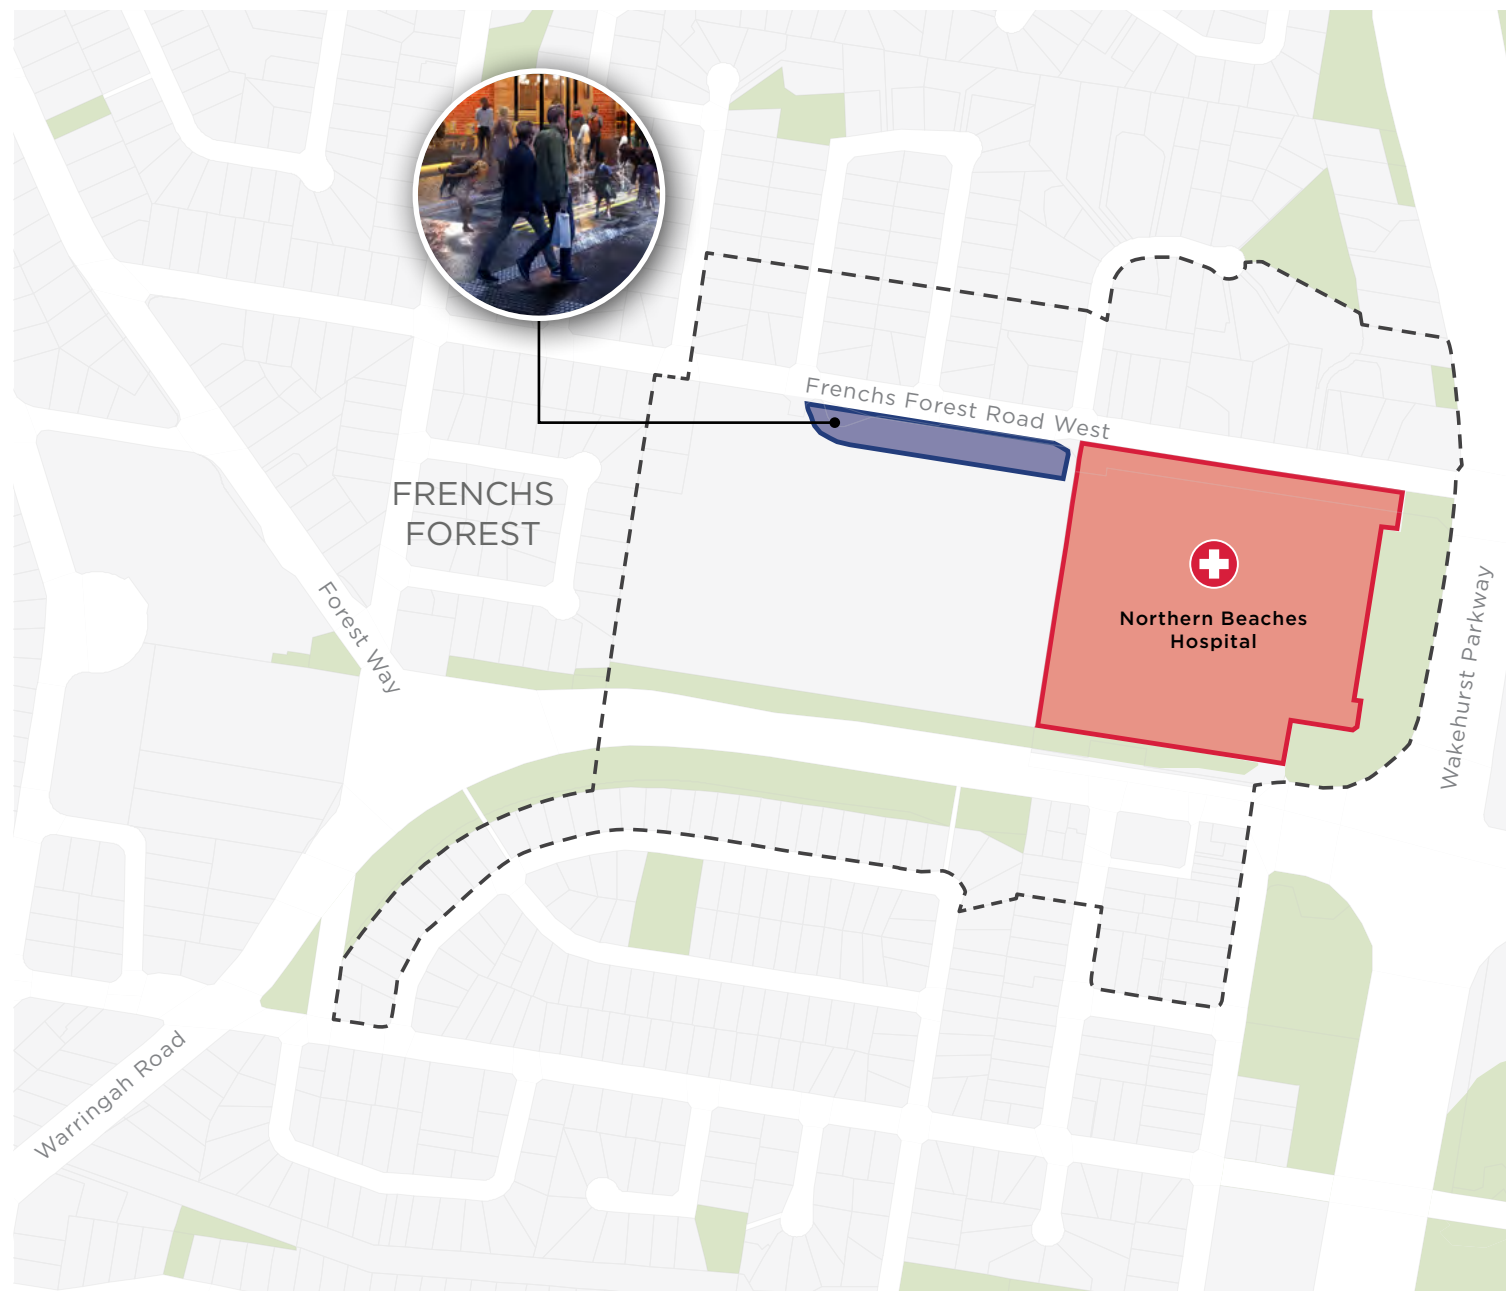 Frenchs Forest Road West
FRENCHS
FOREST
Forest Way
Northern Beaches
Hospital
Wakehurst Parkway
Warringah Road